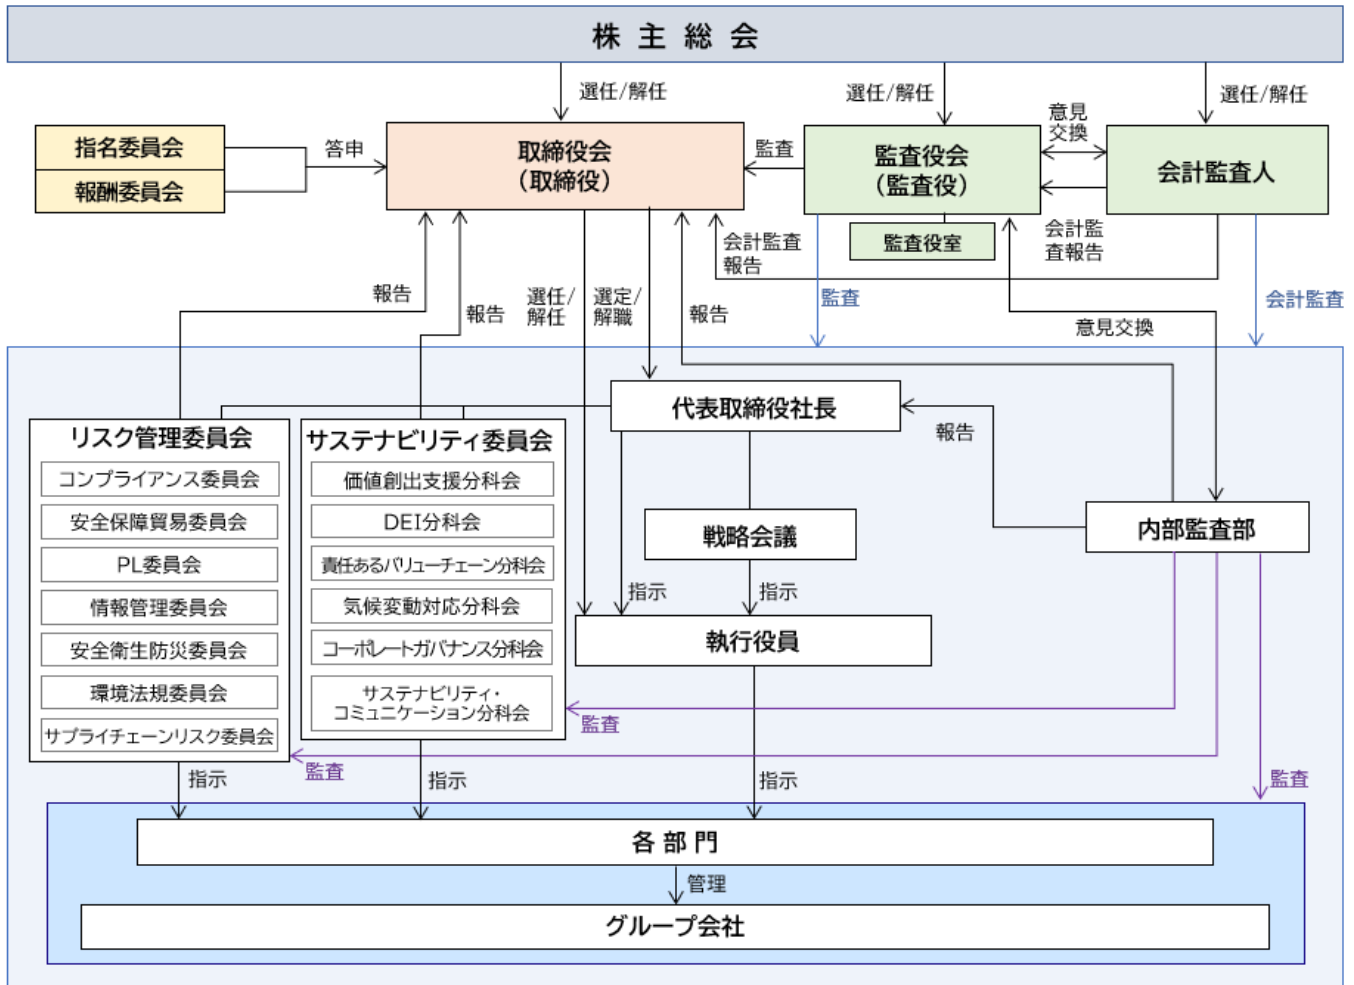 株主総会
選任/解任
選任/解任
選任/解任
指名委員会
報酬委員会
答申
取締役会
（取締役）
監査
監査役会
（監査役）
監査役室
意見
交換
会計監査人
会計監
査報告
会計監査
報告
報告
報告
選任/
解任
選定/
解職
報告
監査
意見交換
会計監査
代表取締役社長
報告
リスク管理委員会
コンプライアンス委員会
安全保障貿易委員会
PL委員会
情報管理委員会
安全衛生防災委員会
環境法規委員会
サプライチェーンリスク委員会
サステナビリティ委員会
価値創出支援分科会
DEI分科会
責任あるバリューチェーン分科会
気候変動対応分科会
コーポレートガバナンス分科会
サステナビリティ・
コミュニケーション分科会
戦略会議
内部監査部
指示
指示
執行役員
監査
監査
監査
指示
指示
指示
各部門
管理
グループ会社